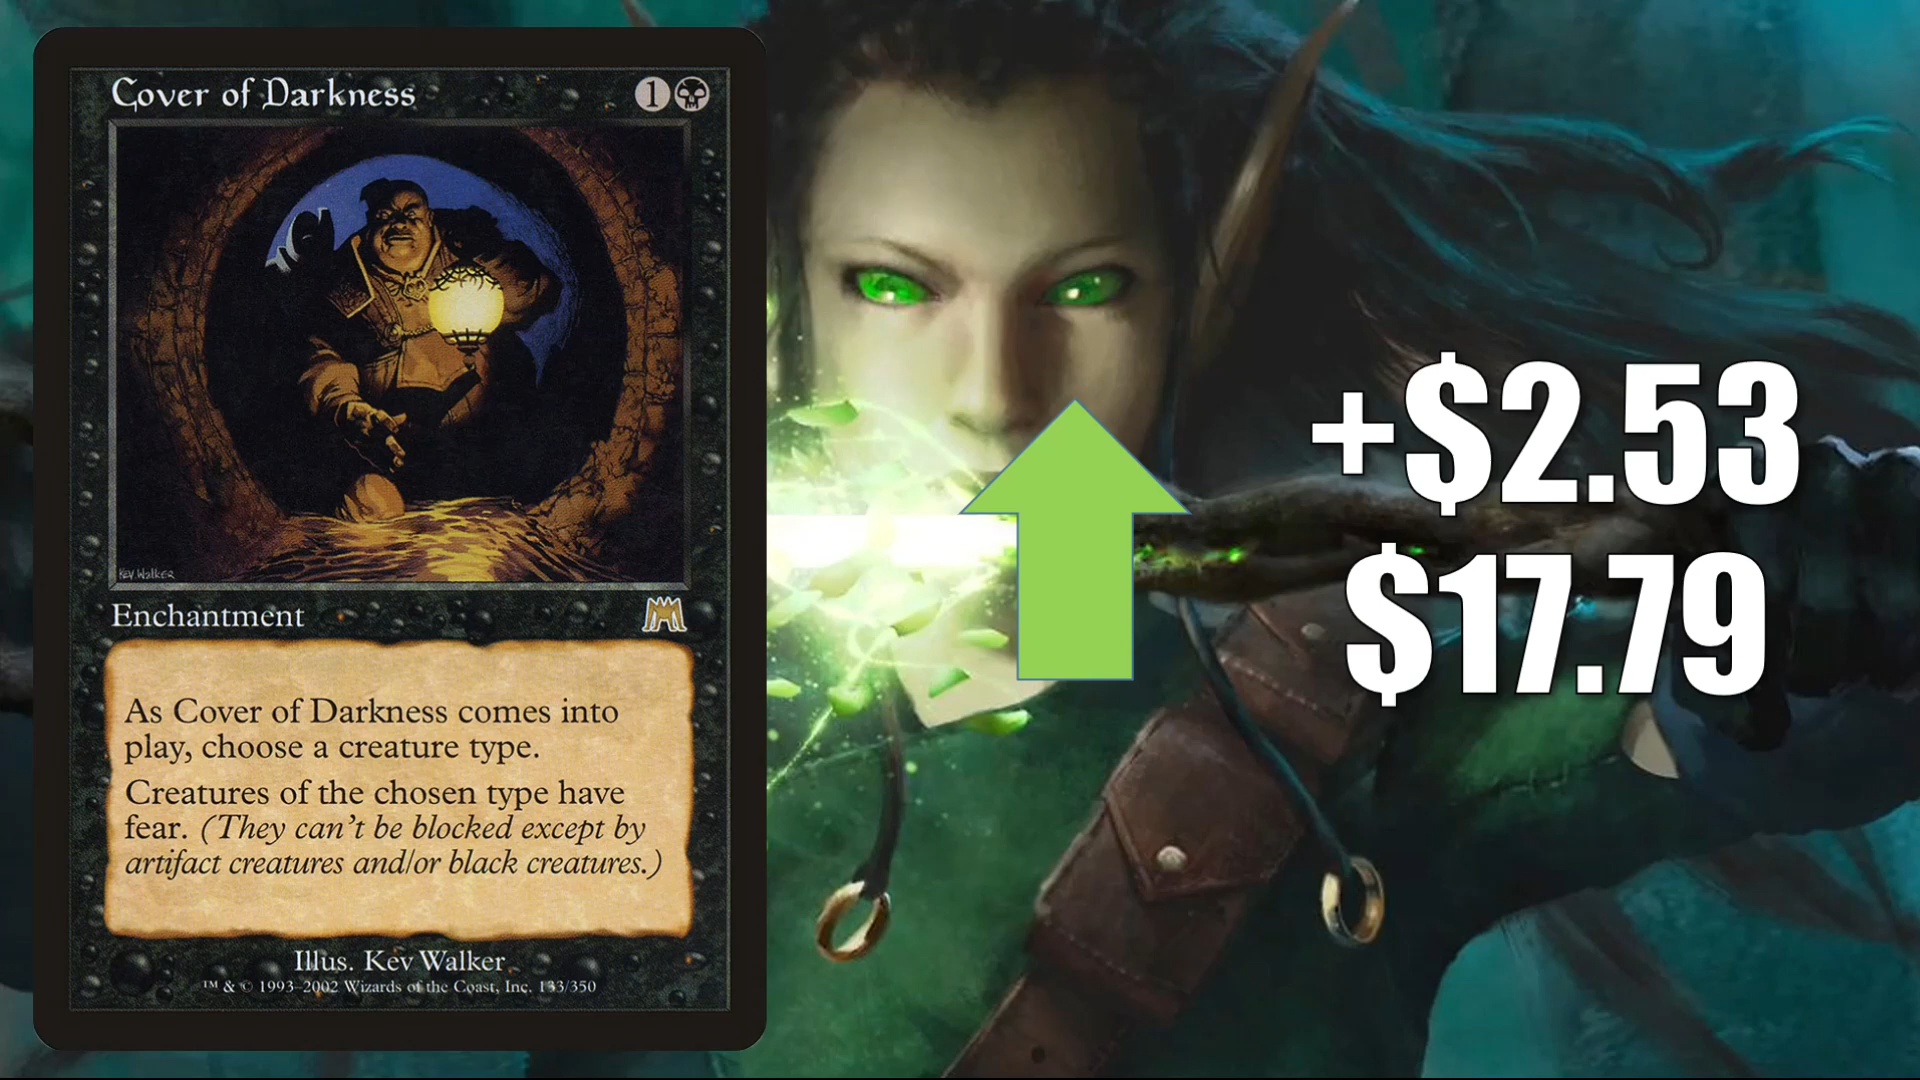 Cover of Darkness 1
Kev. Walker
Enchantment
As Cover of Darkness comes into
play, choose a creature type.
Creatures of the chosen type have
fear. (They can't be blocked except by
artifact creatures and/or black creatures.)
Illus. Kev Walker
™ & © 1993–2002 Wizards of the Coast, Inc. 133/350
+$2.53
$17.79